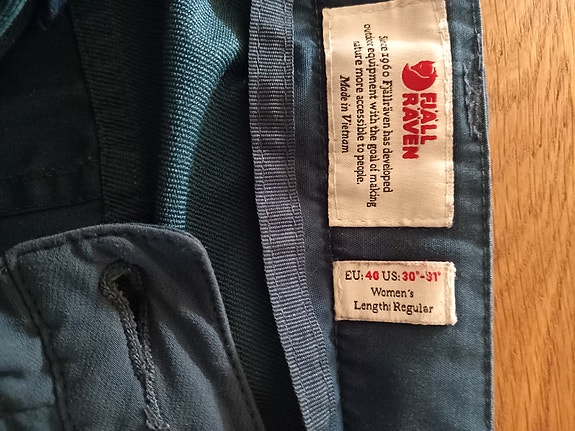 FJÄLL
RÄVEN
Since 1960 Fjällräven has developed
outdoor equipment with the goal of making
nature more accessible to people.
Made in Vietnam
EU: 40 US: 30"-31"
Women's
Length: Regular